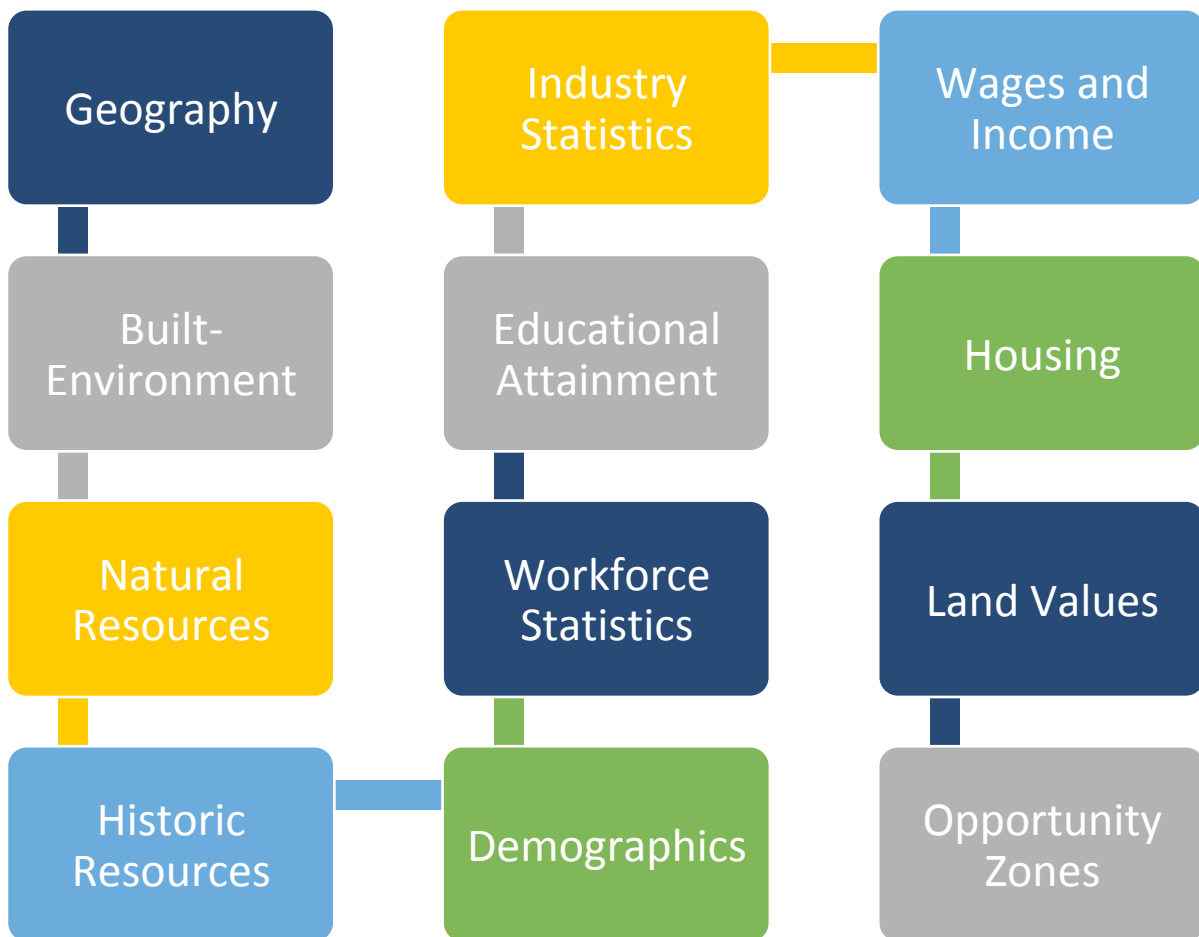 Geography
Built-
Environment
Natural
Resources
Historic
Resources
Demographics
Workforce
Statistics
Educational
Attainment
Industry
Statistics
Wages and
Income
Housing
Land Values
Opportunity
Zones